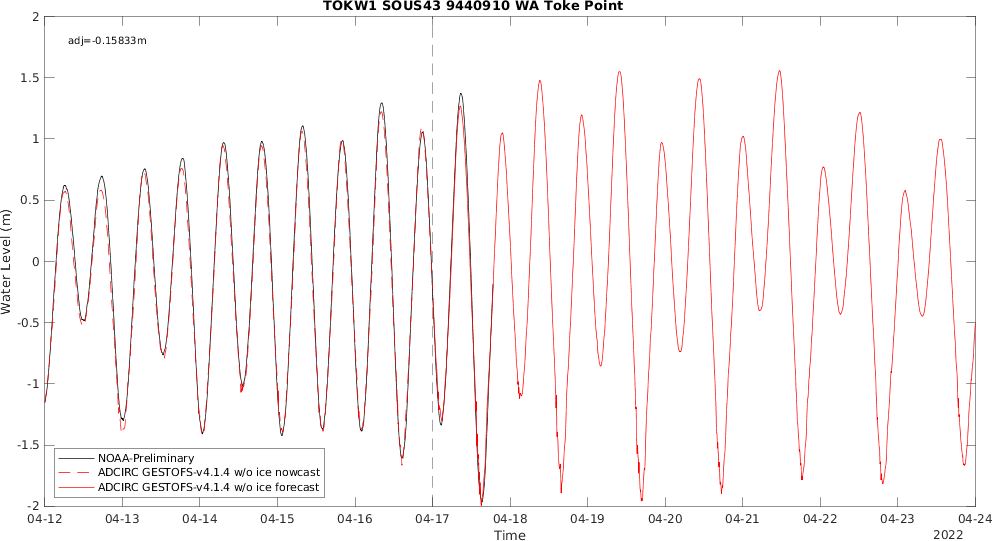 TOKW1 SOUS43 9440910 WA Toke Point
adj=-0.15833m
2
1.5
1
0.5
0
-0.5
-1
-1.5
-2
Water Level (m)
NOAA-Preliminary
ADCIRC GESTOFS-v4.1.4 w/o ice nowcast
ADCIRC GESTOFS-v4.1.4 w/o ice forecast
04-12 04-13 04-14 04-15 04-16 04-17 04-18 04-19 04-20 04-21 04-22 04-23 04-24
Time
2022